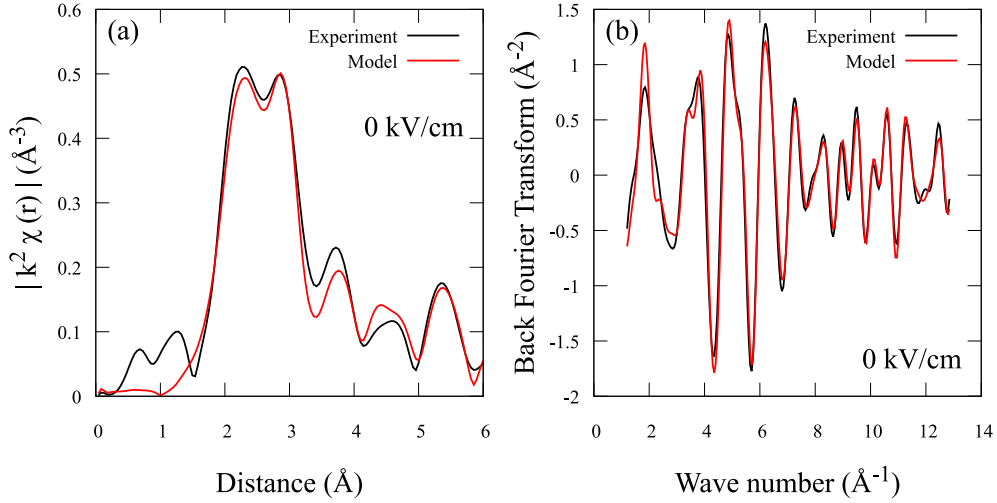 (a)
Experiment
Model
0 kV/cm
| k² χ (r) | (Å⁻³)
0.6
0.5
0.4
0.3
0.2
0.1
0
0 1 2 3 4 5 6
Distance (Å)
(b)
Experiment
Model
0 kV/cm
Back Fourier Transform (Å⁻²)
1.5
1
0.5
0
-0.5
-1
-1.5
-2
0 2 4 6 8 10 12 14
Wave number (Å⁻¹)